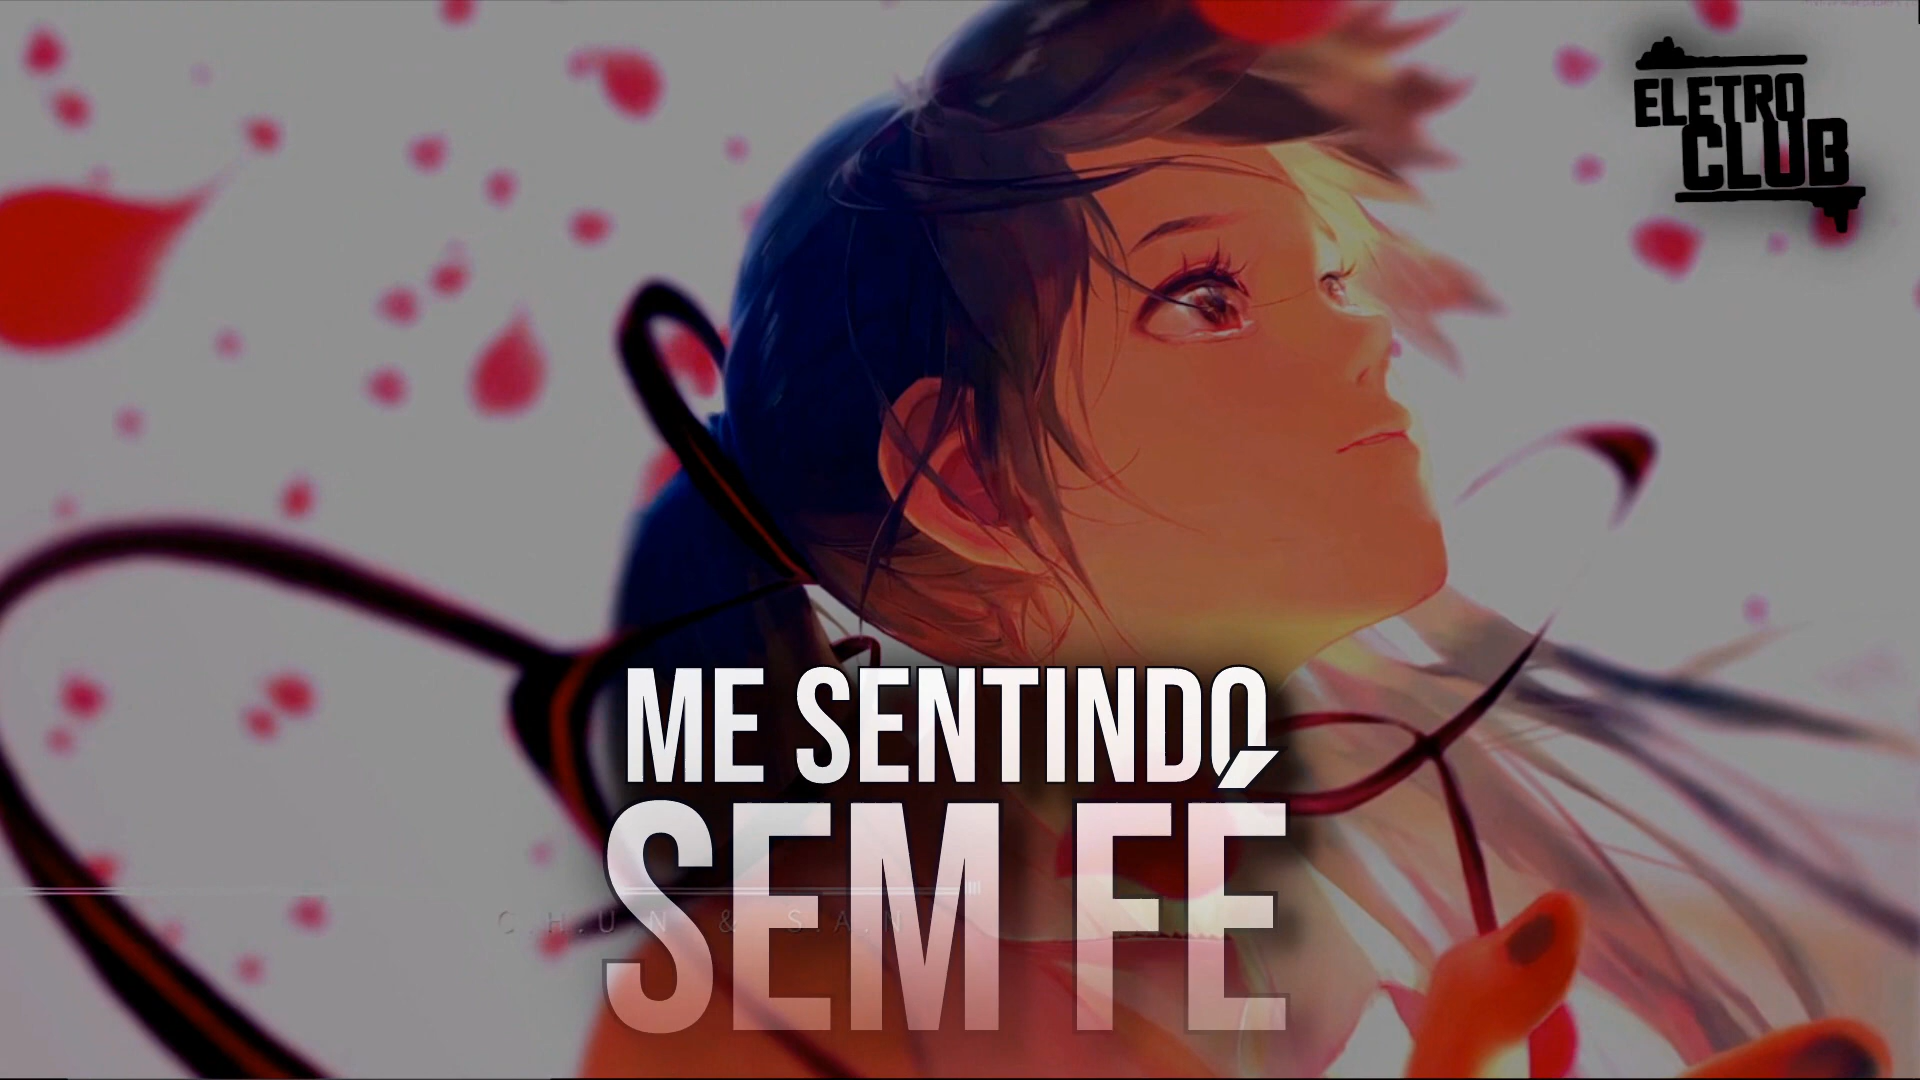 ELETRO
CLUB
ME SENTINDO
SEM FÉ
C.H.U.N & S.A.N